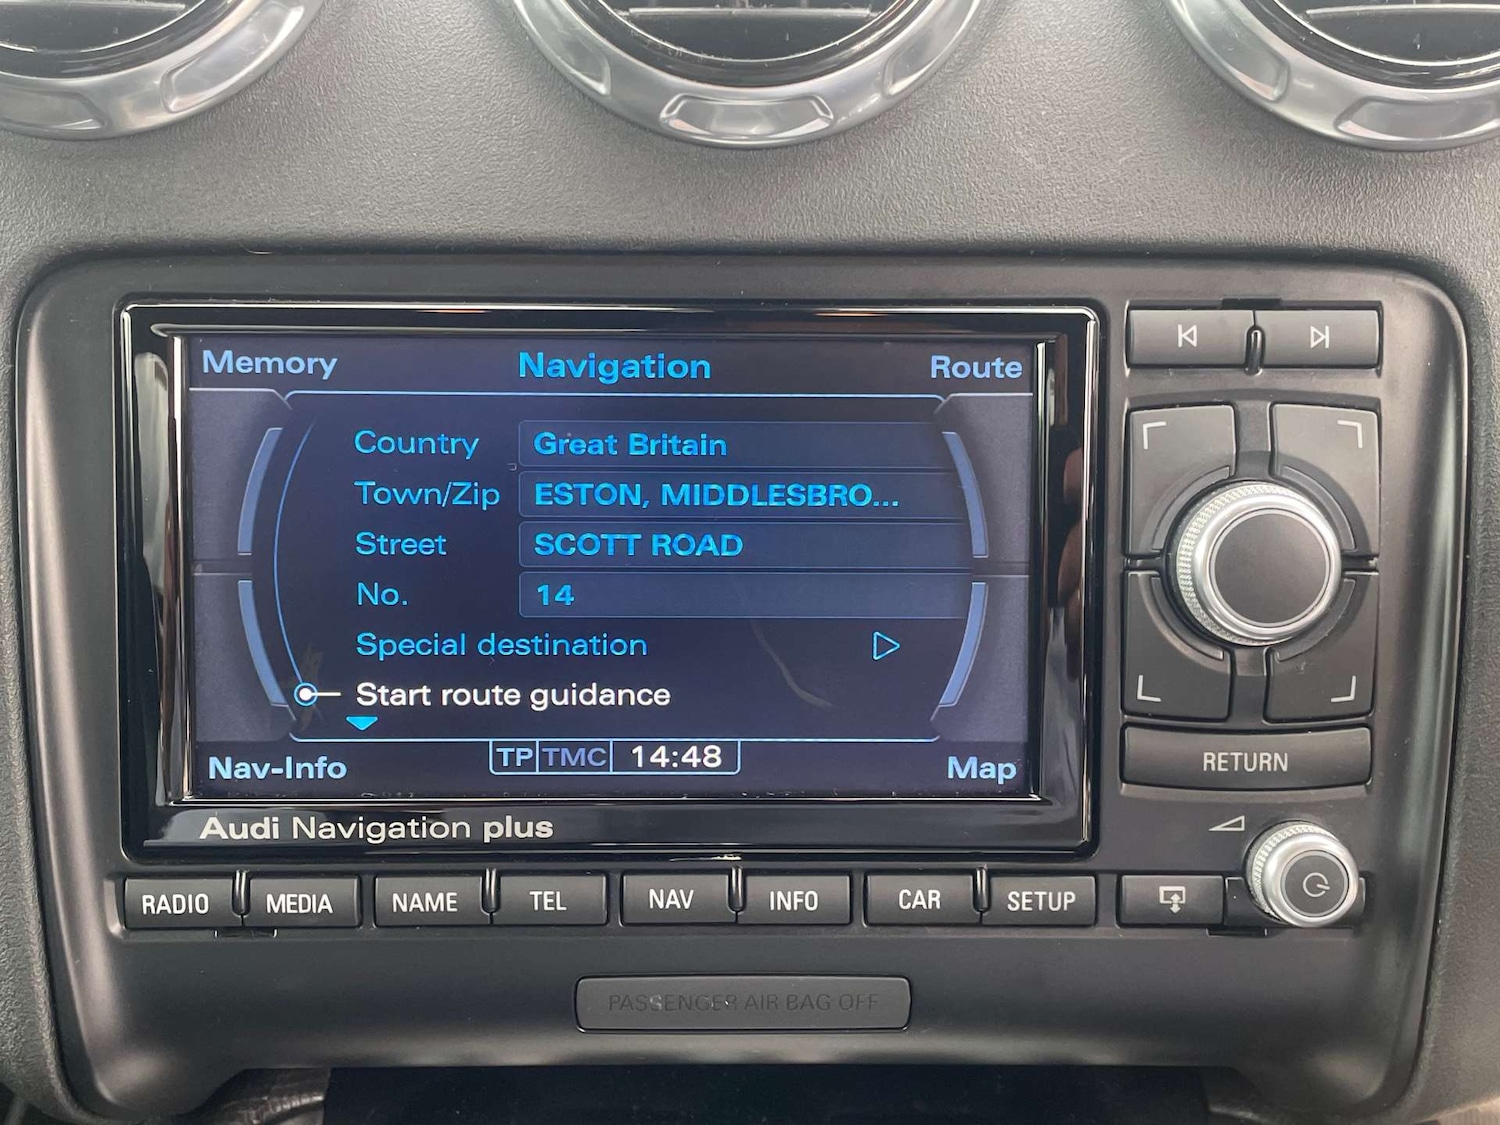 Memory Navigation Route
Country Great Britain
Town/Zip ESTON, MIDDLESBRO...
Street SCOTT ROAD
No. 14
Special destination
Start route guidance
Nav-Info TP TMC 14:48 Map
Audi Navigation plus
RETURN
RADIO MEDIA NAME TEL NAV INFO CAR SETUP
PASSENGER AIR BAG OFF